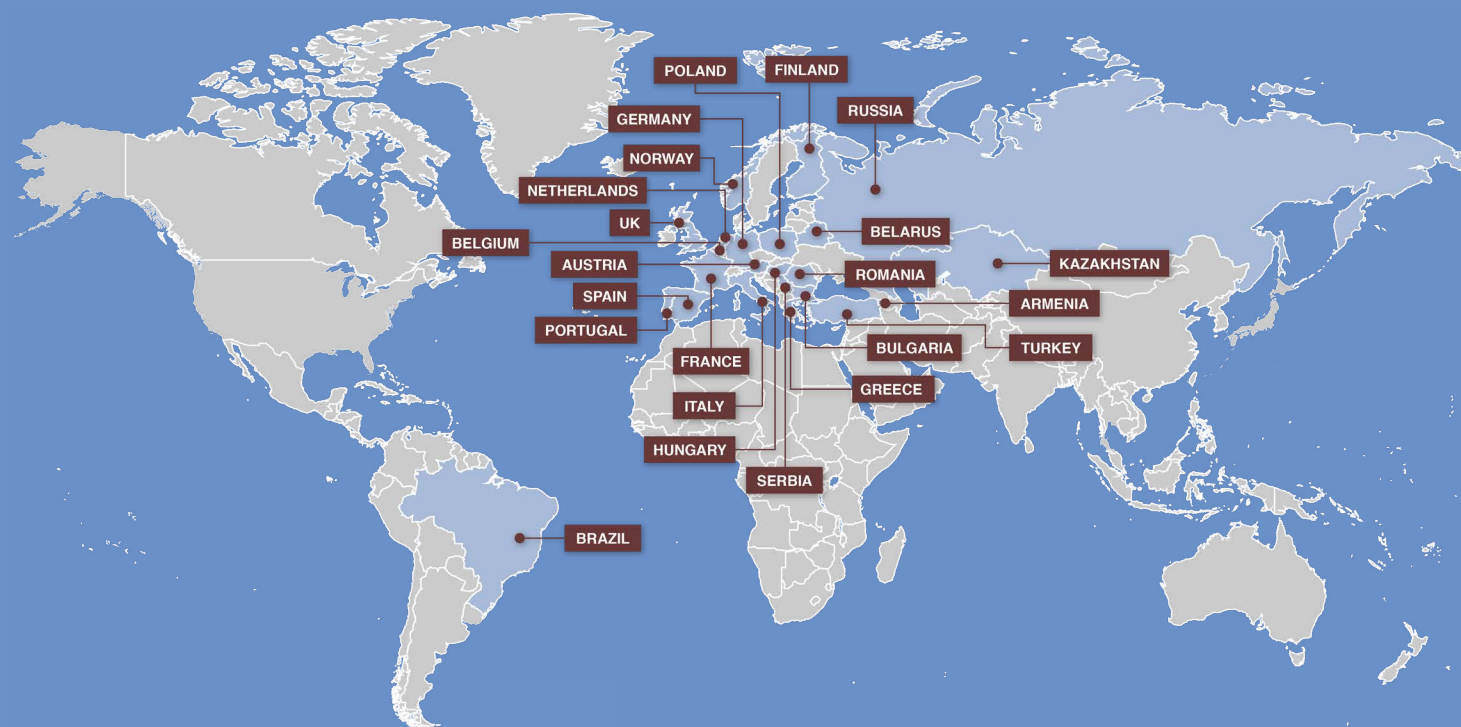 POLAND
FINLAND
RUSSIA
GERMANY
NORWAY
NETHERLANDS
UK
BELGIUM
BELARUS
AUSTRIA
ROMANIA
KAZAKHSTAN
SPAIN
ARMENIA
PORTUGAL
FRANCE
BULGARIA
TURKEY
GREECE
ITALY
HUNGARY
SERBIA
BRAZIL